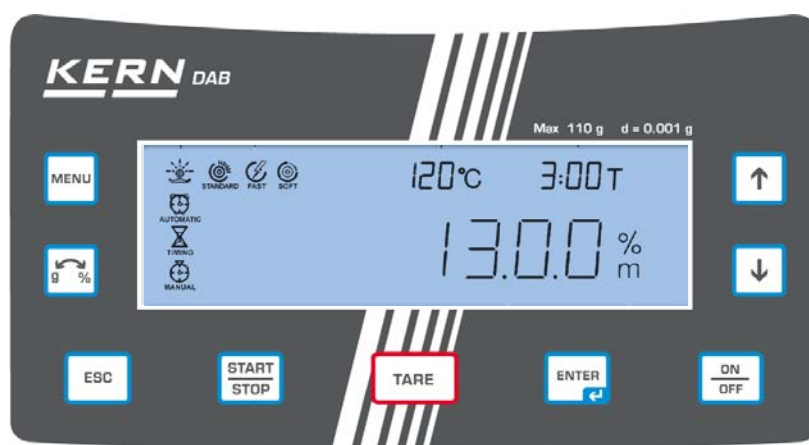 KERN DAB
Max 110 g d = 0.001 g
MENU
STANDARD FAST SOFT
120°C 3:00 T
AUTOMATIC
TIMING
MANUAL
13.0.0 % m
g %
ESC
START
STOP
TARE
ENTER
ON
OFF